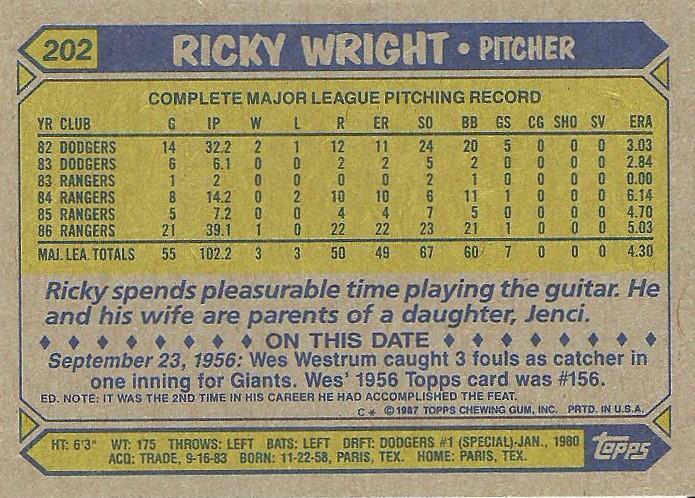 202 RICKY WRIGHT • PITCHER
COMPLETE MAJOR LEAGUE PITCHING RECORD
YR CLUB G IP W L R ER SO BB GS CG SHO SV ERA
82 DODGERS 14 32.2 2 1 12 11 24 20 5 0 0 0 3.03
83 DODGERS 6 6.1 0 0 2 2 5 2 0 0 0 0 2.84
83 RANGERS 1 2 0 0 0 0 2 1 0 0 0 0 0.00
84 RANGERS 8 14.2 0 2 10 10 6 11 1 0 0 0 6.14
85 RANGERS 5 7.2 0 0 4 4 7 5 0 0 0 0 4.70
86 RANGERS 21 39.1 1 0 22 22 23 21 1 0 0 0 5.03
MAJ. LEA. TOTALS 55 102.2 3 3 50 49 67 60 7 0 0 0 4.30
Ricky spends pleasurable time playing the guitar. He
and his wife are parents of a daughter, Jenci.
♦ ♦ ♦ ♦ ♦ ♦ ♦ ♦ ON THIS DATE ♦ ♦ ♦ ♦ ♦ ♦ ♦ ♦
September 23, 1956: Wes Westrum caught 3 fouls as catcher in
one inning for Giants. Wes' 1956 Topps card was #156.
ED. NOTE: IT WAS THE 2ND TIME IN HIS CAREER HE HAD ACCOMPLISHED THE FEAT.
C* © 1987 TOPPS CHEWING GUM, INC. PRTD. IN U.S.A.
HT: 6'3" WT: 175 THROWS: LEFT BATS: LEFT DRFT: DODGERS #1 (SPECIAL)-JAN., 1980
ACQ: TRADE, 9-16-83 BORN: 11-22-58, PARIS, TEX. HOME: PARIS, TEX.
topps